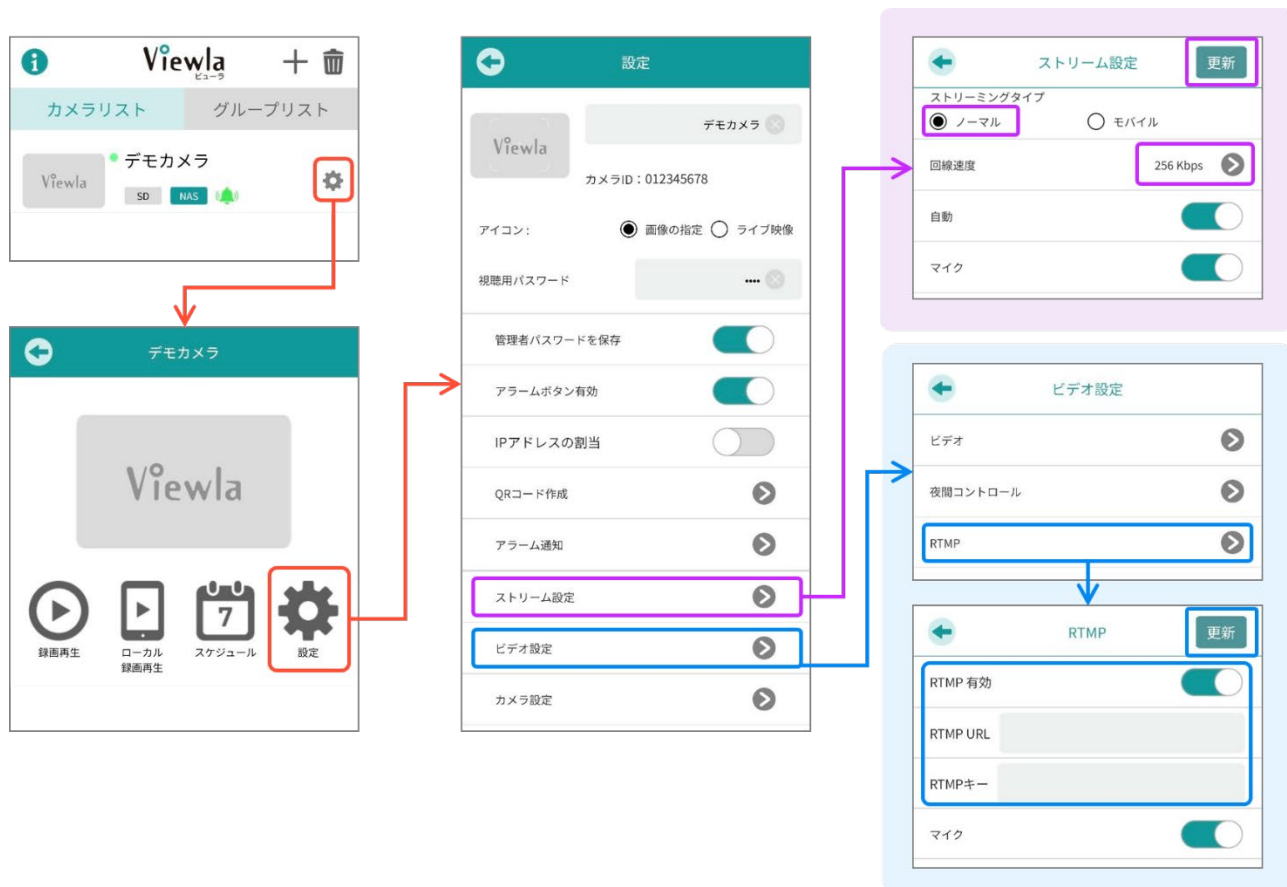 Viewla
ビューラ
カメラリスト
グループリスト
Viewla
デモカメラ
SD
NAS
デモカメラ
Viewla
7
録画再生
ローカル
録画再生
スケジュール
設定
設定
Viewla
デモカメラ
カメラID:012345678
アイコン:
画像の指定
ライブ映像
視聴用パスワード
••••
管理者パスワードを保存
アラームボタン有効
IPアドレスの割当
QRコード作成
アラーム通知
ストリーム設定
ビデオ設定
カメラ設定
ストリーム設定
更新
ストリーミングタイプ
ノーマル
モバイル
回線速度
256 Kbps
自動
マイク
ビデオ設定
ビデオ
夜間コントロール
RTMP
RTMP
更新
RTMP 有効
RTMP URL
RTMPキー
マイク